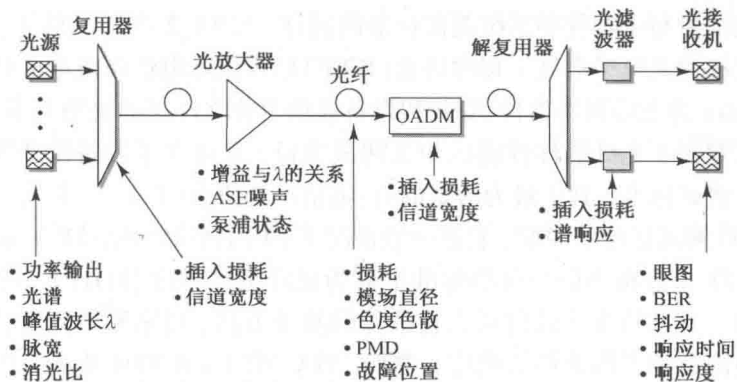 光源
复用器
光放大器
光纤
OADM
解复用器
光滤
波器
光接
收机
• 增益与λ的关系
• ASE噪声
• 泵浦状态
• 插入损耗
• 信道宽度
• 插入损耗
• 谱响应
• 功率输出
• 光谱
• 峰值波长λ
• 脉宽
• 消光比
• 插入损耗
• 信道宽度
• 损耗
• 模场直径
• 色度色散
• PMD
• 故障位置
• 眼图
• BER
• 抖动
• 响应时间
• 响应度